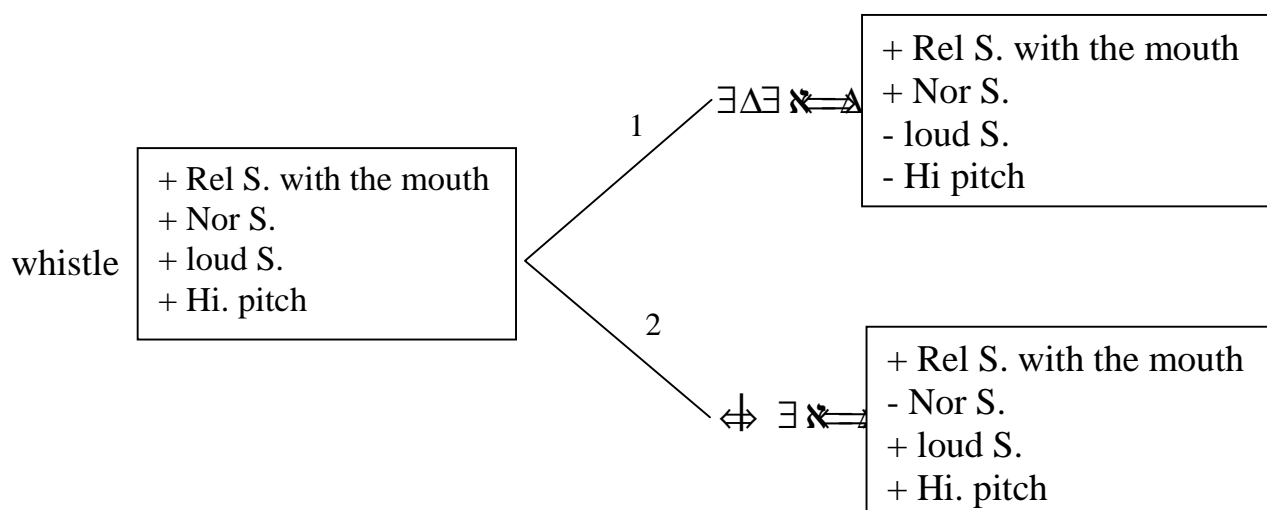 whistle
+ Rel S. with the mouth
+ Nor S.
+ loud S.
+ Hi. pitch
1
+ Rel S. with the mouth
+ Nor S.
- loud S.
- Hi pitch
2
+ Rel S. with the mouth
- Nor S.
+ loud S.
+ Hi. pitch